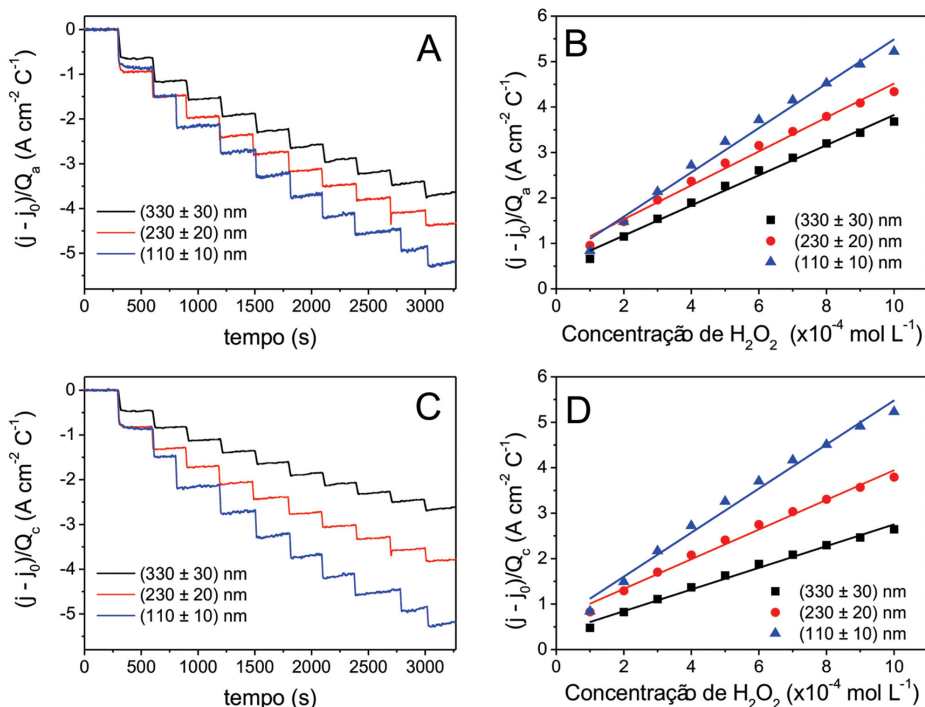 A
(j - j₀)/Qₐ (A cm⁻² C⁻¹)
0
-1
-2
-3
-4
-5
(330 ± 30) nm
(230 ± 20) nm
(110 ± 10) nm
0 500 1000 1500 2000 2500 3000
tempo (s)
B
(j - j₀)/Qₐ (A cm⁻² C⁻¹)
6
5
4
3
2
1
0
(330 ± 30) nm
(230 ± 20) nm
(110 ± 10) nm
0 2 4 6 8 10
Concentração de H₂O₂ (x10⁻⁴ mol L⁻¹)
C
(j - j₀)/Q꜀ (A cm⁻² C⁻¹)
0
-1
-2
-3
-4
-5
(330 ± 30) nm
(230 ± 20) nm
(110 ± 10) nm
0 500 1000 1500 2000 2500 3000
tempo (s)
D
(j - j₀)/Q꜀ (A cm⁻² C⁻¹)
6
5
4
3
2
1
0
(330 ± 30) nm
(230 ± 20) nm
(110 ± 10) nm
0 2 4 6 8 10
Concentração de H₂O₂ (x10⁻⁴ mol L⁻¹)